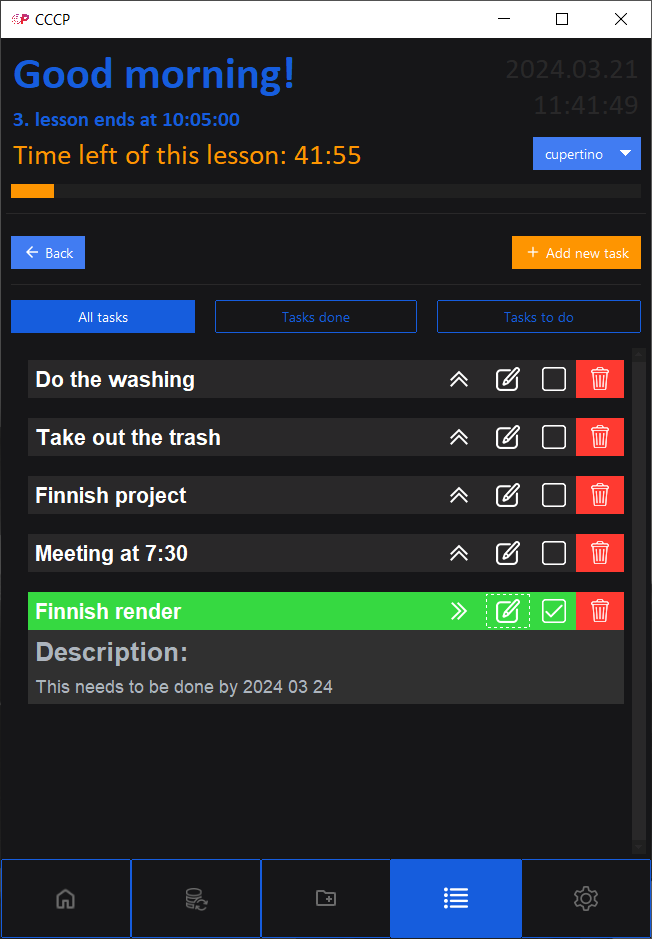 CCCP
Good morning!
2024.03.21
11:41:49
3. lesson ends at 10:05:00
Time left of this lesson: 41:55
cupertino
Back
Add new task
All tasks
Tasks done
Tasks to do
Do the washing
Take out the trash
Finnish project
Meeting at 7:30
Finnish render
Description:
This needs to be done by 2024 03 24